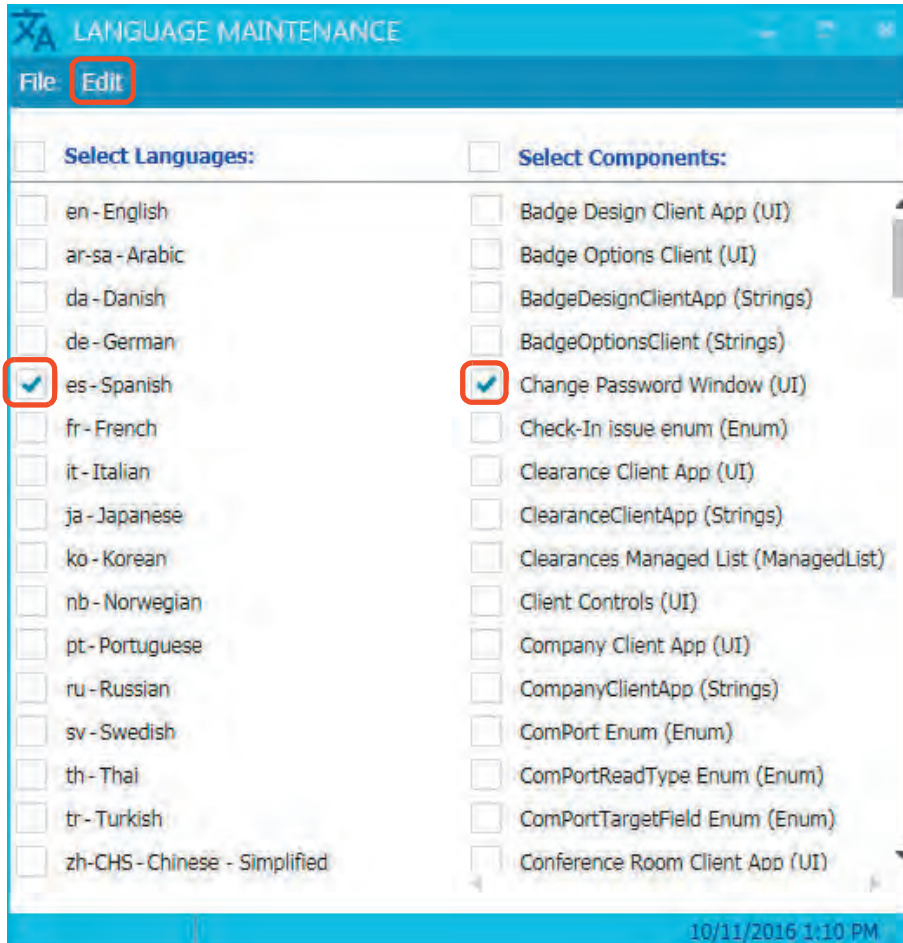 LANGUAGE MAINTENANCE
File Edit
Select Languages:
en - English
ar-sa - Arabic
da - Danish
de - German
es - Spanish
fr - French
it - Italian
ja - Japanese
ko - Korean
nb - Norwegian
pt - Portuguese
ru - Russian
sv - Swedish
th - Thai
tr - Turkish
zh-CHS - Chinese - Simplified
Select Components:
Badge Design Client App (UI)
Badge Options Client (UI)
BadgeDesignClientApp (Strings)
BadgeOptionsClient (Strings)
Change Password Window (UI)
Check-In issue enum (Enum)
Clearance Client App (UI)
ClearanceClientApp (Strings)
Clearances Managed List (ManagedList)
Client Controls (UI)
Company Client App (UI)
CompanyClientApp (Strings)
ComPort Enum (Enum)
ComPortReadType Enum (Enum)
ComPortTargetField Enum (Enum)
Conference Room Client App (UI)
10/11/2016 1:10 PM